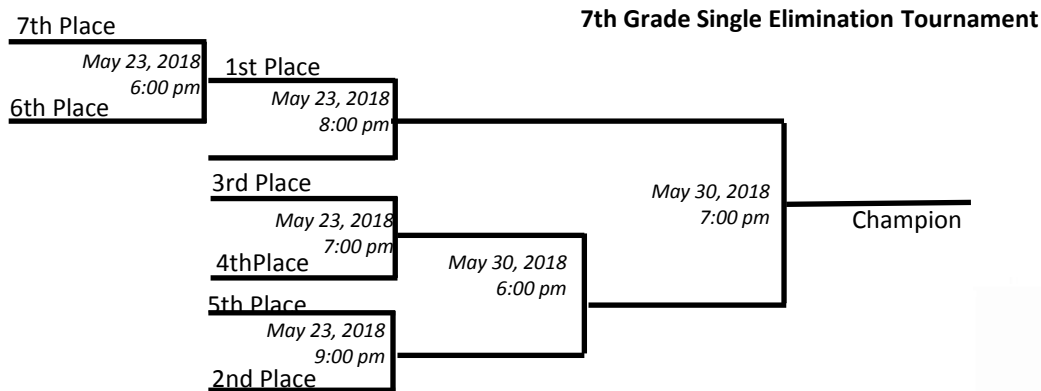 7th Grade Single Elimination Tournament
7th Place
May 23, 2018
6:00 pm
6th Place
1st Place
May 23, 2018
8:00 pm
3rd Place
May 23, 2018
7:00 pm
4thPlace
5th Place
May 23, 2018
9:00 pm
2nd Place
May 30, 2018
6:00 pm
May 30, 2018
7:00 pm
Champion